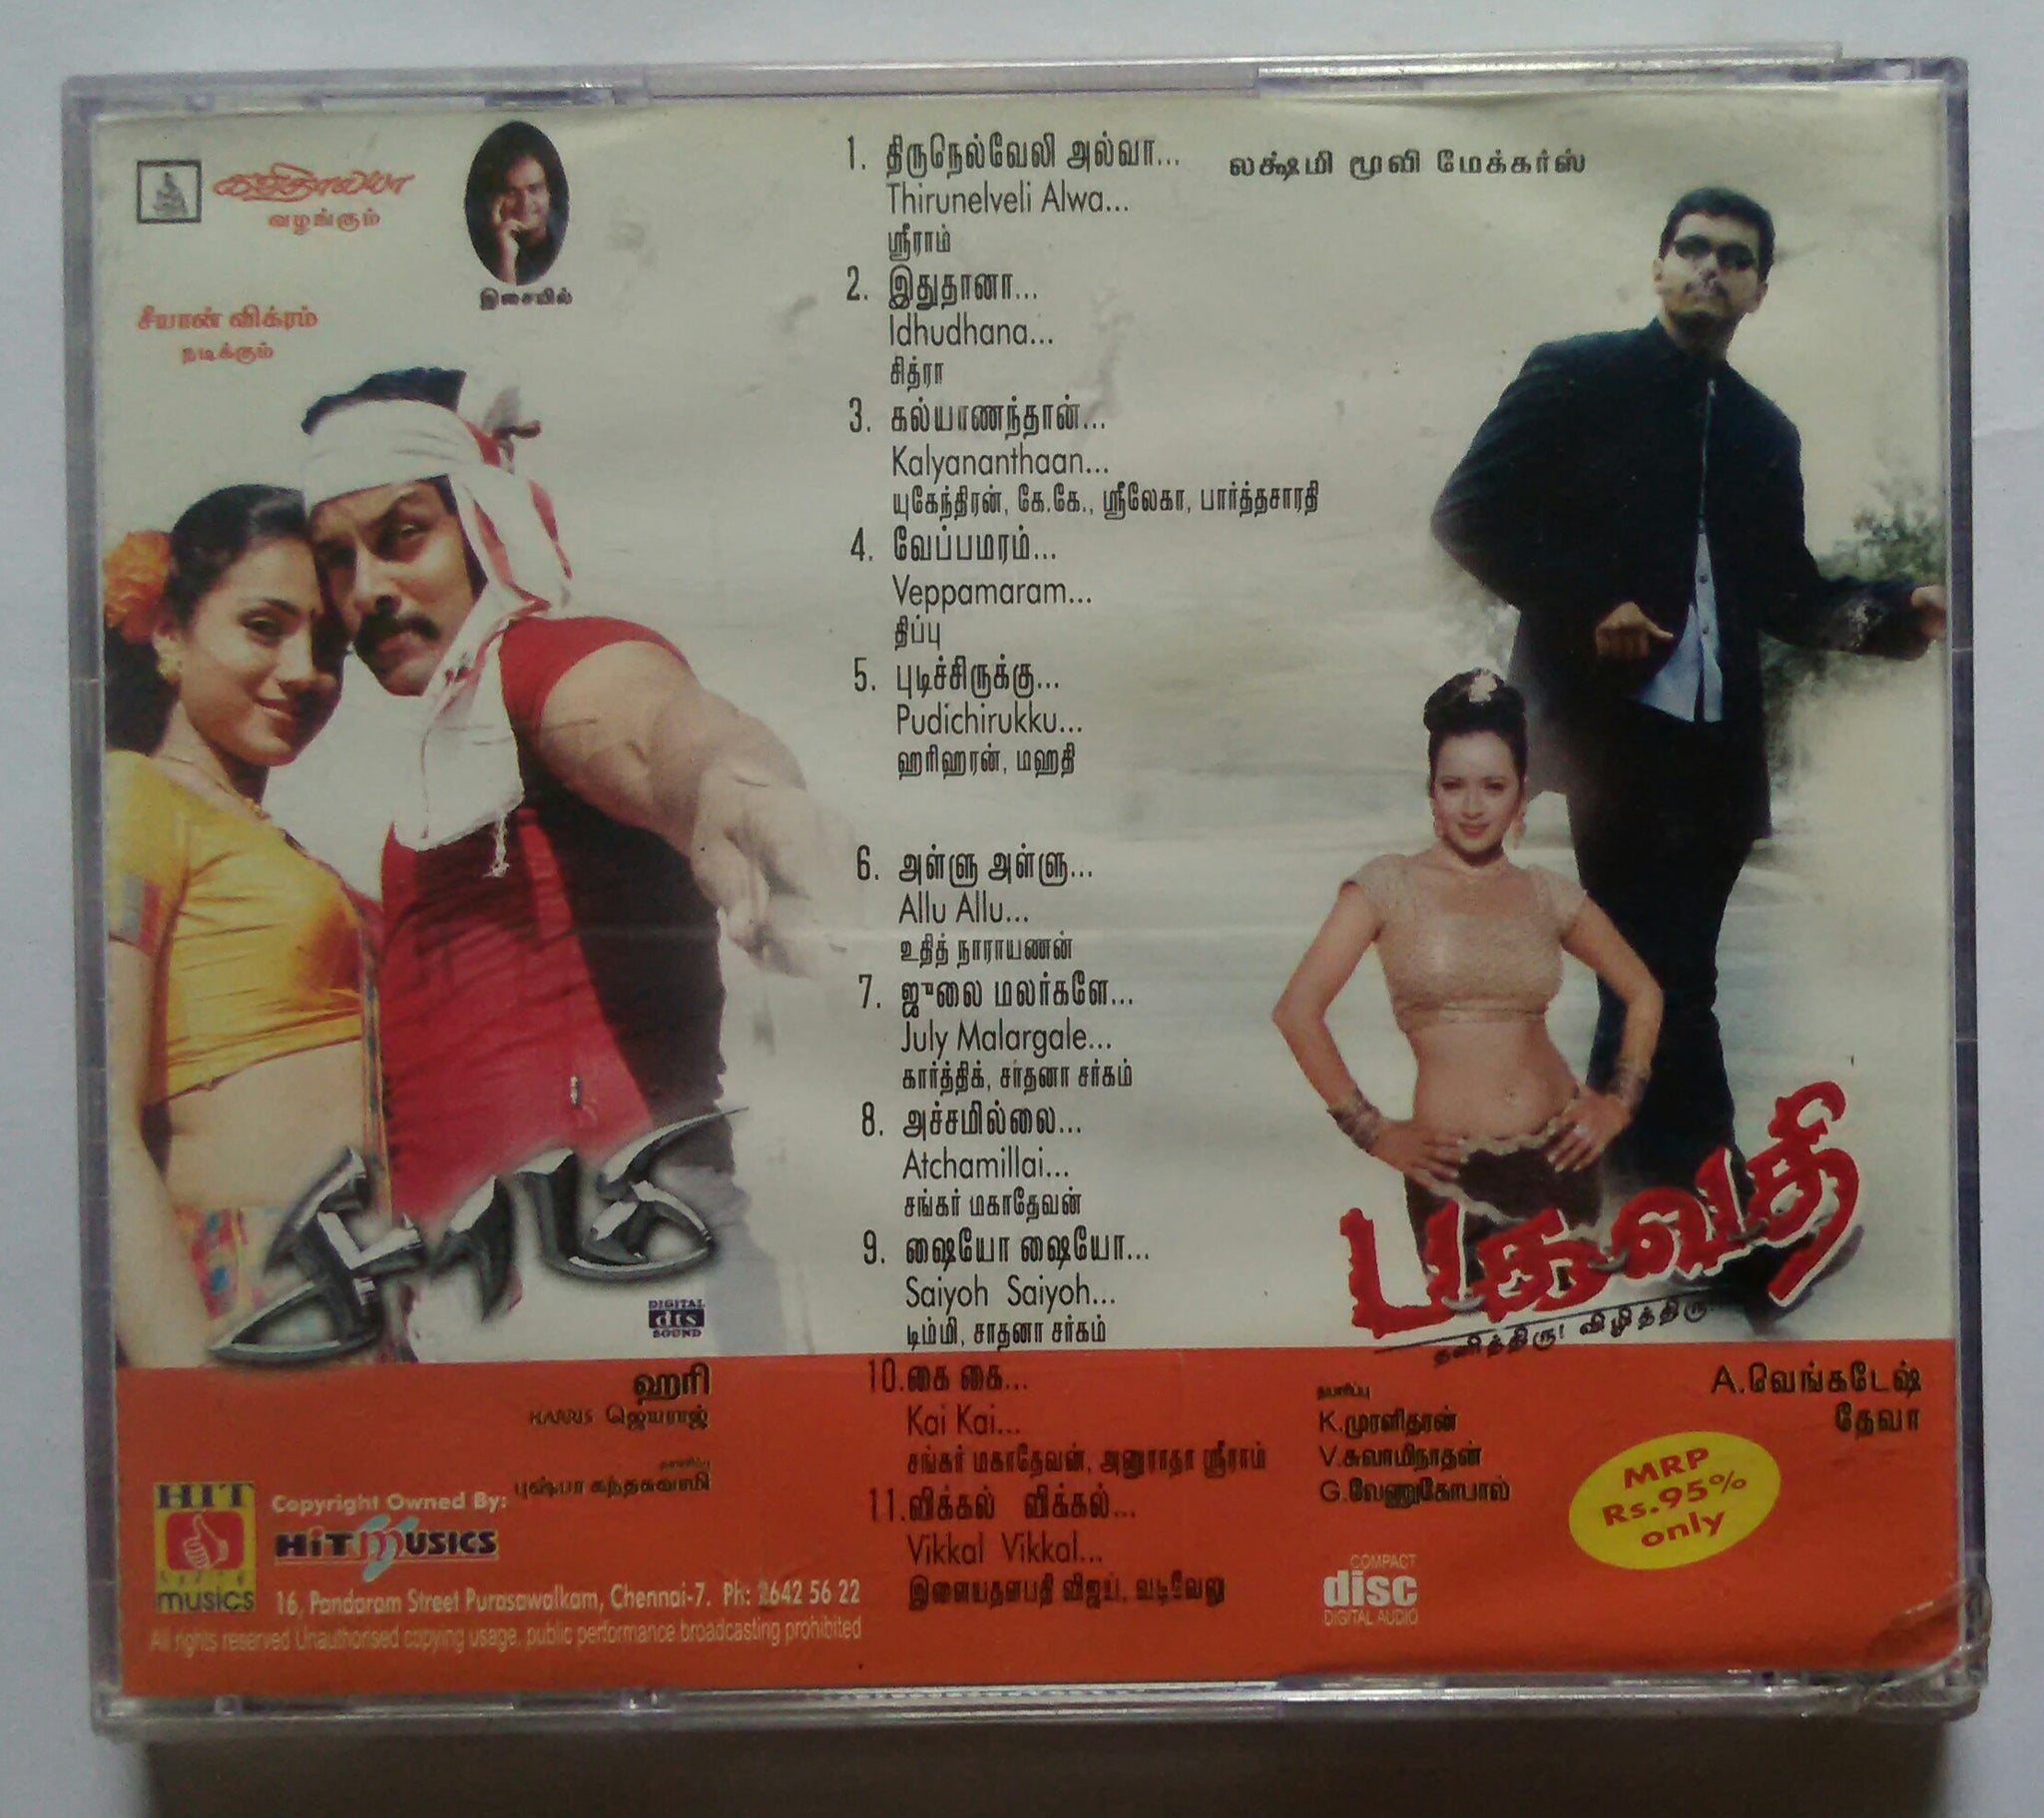 கவிதாலயா
வழங்கும்
இசையில்
சீயான் விக்ரம்
நடிக்கும்
சாமி
DIGITAL
dts
SOUND
1. திருநெல்வேலி அல்வா...
Thirunelveli Alwa...
ஸ்ரீராம்
2. இதுதானா...
Idhudhana...
சித்ரா
3. கல்யாணந்தான்...
Kalyananthaan...
யுகேந்திரன், கே.கே., ஸ்ரீலேகா, பார்த்தசாரதி
4. வேப்பமரம்...
Veppamaram...
திப்பு
5. புடிச்சிருக்கு...
Pudichirukku...
ஹரிஹரன், மஹதி
6. அள்ளு அள்ளு...
Allu Allu...
உதித் நாராயணன்
7. ஜுலை மலர்களே...
July Malargale...
கார்த்திக், சர்தனா சர்கம்
8. அச்சமில்லை...
Atchamillai...
சங்கர் மகாதேவன்
9. ஷையோ ஷையோ...
Saiyoh Saiyoh...
டிம்மி, சாதனா சர்கம்
10. கை கை...
Kai Kai...
சங்கர் மகாதேவன், அனுராதா ஸ்ரீராம்
11. விக்கல் விக்கல்...
Vikkal Vikkal...
இளையதளபதி விஜய், வடிவேலு
லக்ஷ்மி மூவி மேக்கர்ஸ்
பகவதி
தனித்திரு! விழித்திரு
ஹரி
HARRIS ஜெயராஜ்
தயாரிப்பு
புஷ்பா கந்தசுவாமி
தயாரிப்பு
K.முரளிதரன்
V.சுவாமிநாதன்
G.வேணுகோபால்
A.வெங்கடேஷ்
தேவா
MRP
Rs.95%
only
COMPACT
disc
DIGITAL AUDIO
HIT
musics
Copyright Owned By:
HiT MUSICS
16, Pandaram Street Purasawalkam, Chennai-7. Ph: 2642 56 22
All rights reserved Unauthorised copying usage, public performance broadcasting prohibited